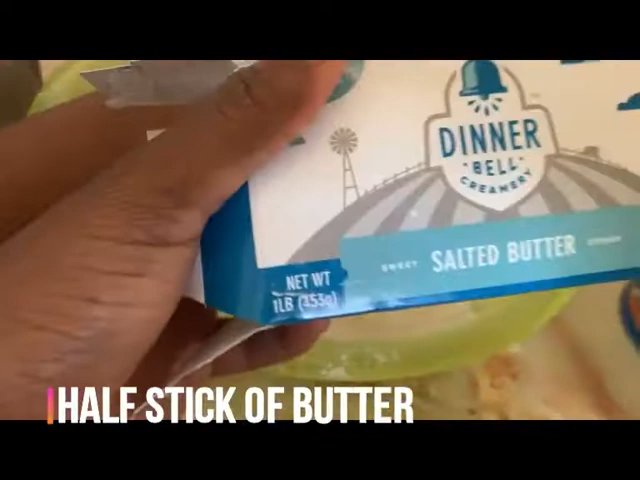 DINNER
BELL
CREAMERY
SWEET SALTED BUTTER
NET WT
1LB (453g)
HALF STICK OF BUTTER